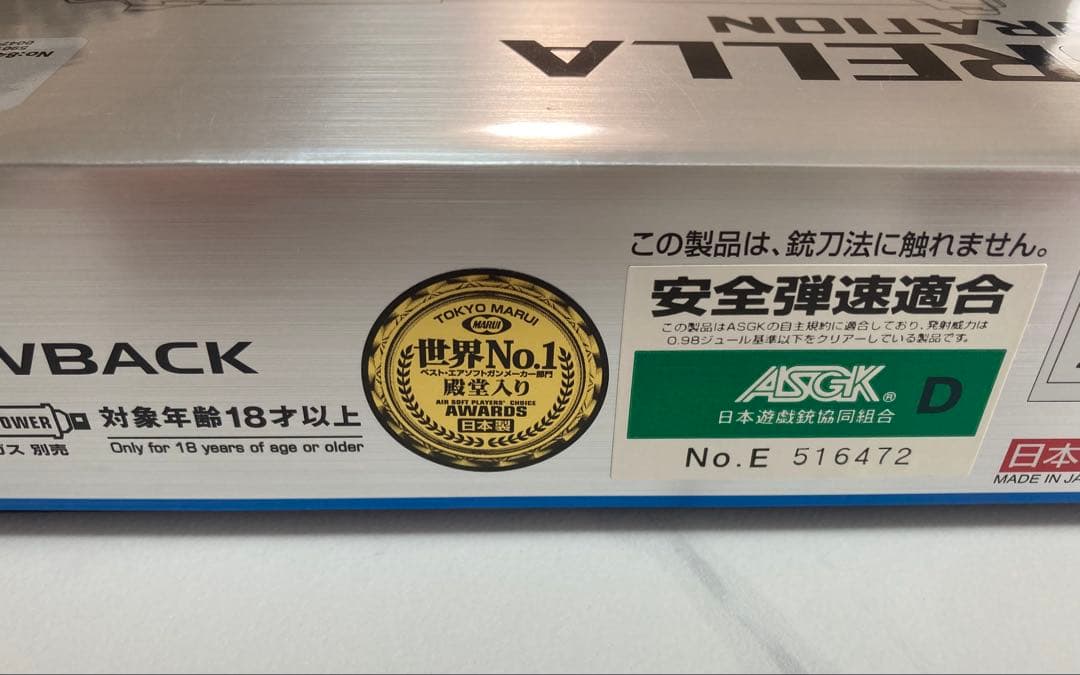 RELLA
RATION
この製品は、銃刀法に触れません。
安全弾速適合
この製品はASGKの自主規約に適合しており、発射威力は
0.98ジュール基準以下をクリアーしている製品です。
ASGK®
D
日本遊戯銃協同組合
No.E 516472
TOKYO MARUI
MARUI
世界No.1
ベスト・エアソフトガンメーカー部門
殿堂入り
AIR SOFT PLAYERS' CHOICE
AWARDS
日本製
WBACK
POWER
ガス 別売
対象年齢18才以上
Only for 18 years of age or older
日本
MADE IN JA